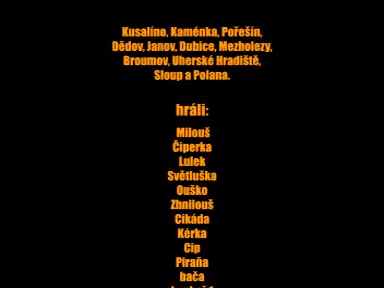 Kusalíno, Kaménka, Pořešín,
Dědov, Janov, Dubice, Mezholezy,
Broumov, Uherské Hradiště,
Sloup a Polana.
hráli:
Milouš
Čiperka
Lulek
Světluška
Ouško
Zhnilouš
Cikáda
Kérka
Cip
Píraňa
bača